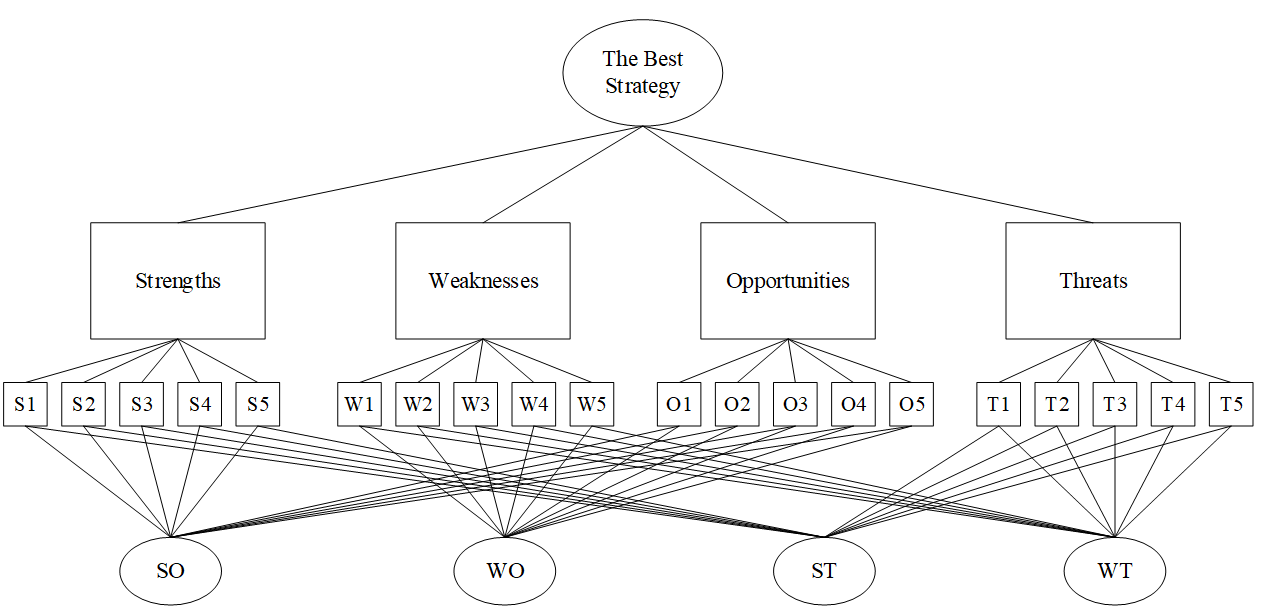 The Best
Strategy
Strengths
Weaknesses
Opportunities
Threats
S1
S2
S3
S4
S5
W1
W2
W3
W4
W5
O1
O2
O3
O4
O5
T1
T2
T3
T4
T5
SO
WO
ST
WT